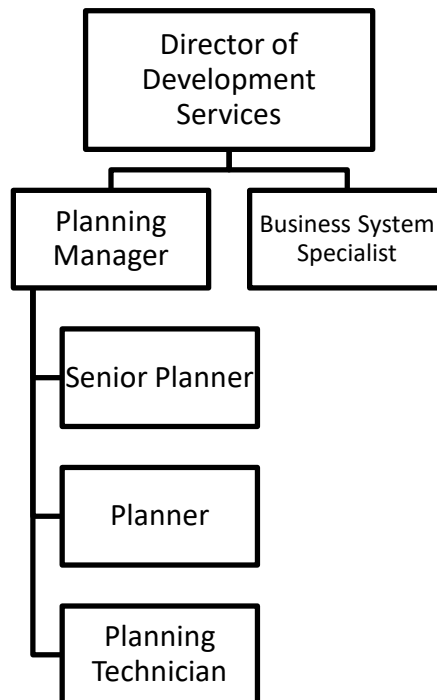 Director of
Development
Services
Planning
Manager
Business System
Specialist
Senior Planner
Planner
Planning
Technician